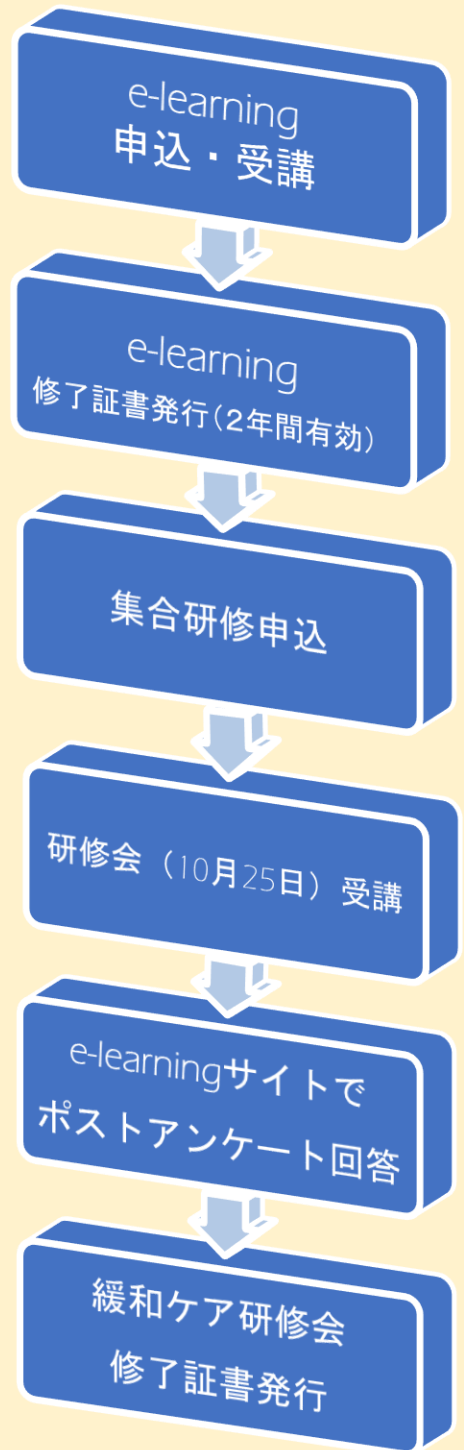 e-learning
申込・受講
e-learning
修了証書発行(2年間有効)
集合研修申込
研修会（10月25日）受講
e-learningサイトで
ポストアンケート回答
緩和ケア研修会
修了証書発行